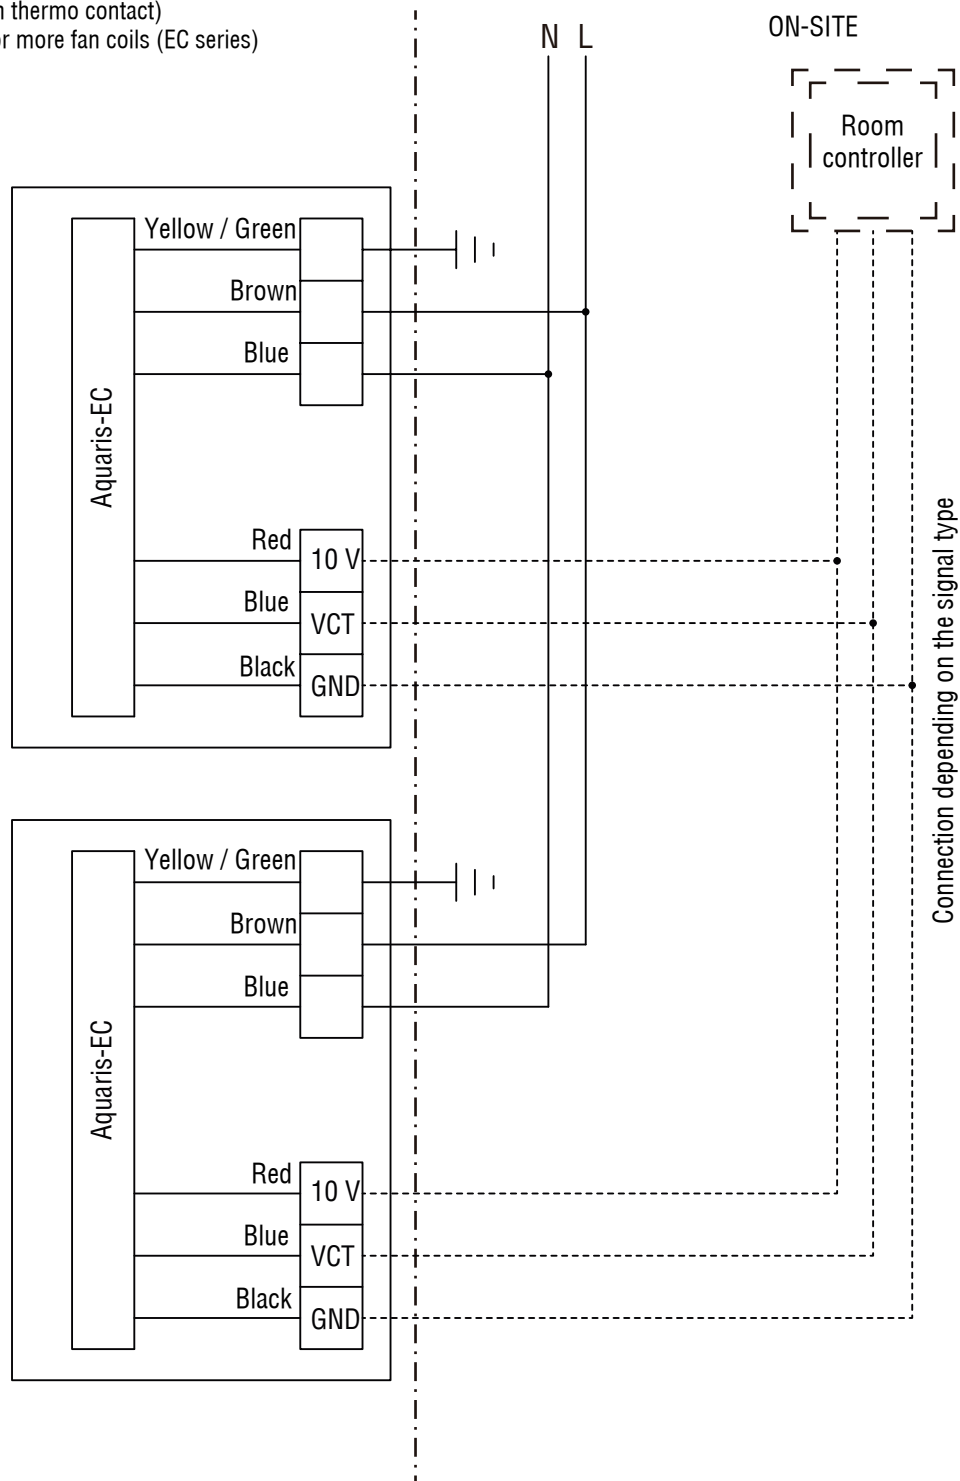 thermo contact)
more fan coils (EC series)
N L
ON-SITE
Room
controller
Yellow / Green
Brown
Blue
Aquaris-EC
Red
10 V
Blue
VCT
Black
GND
Connection depending on the signal type
Yellow / Green
Brown
Blue
Aquaris-EC
Red
10 V
Blue
VCT
Black
GND